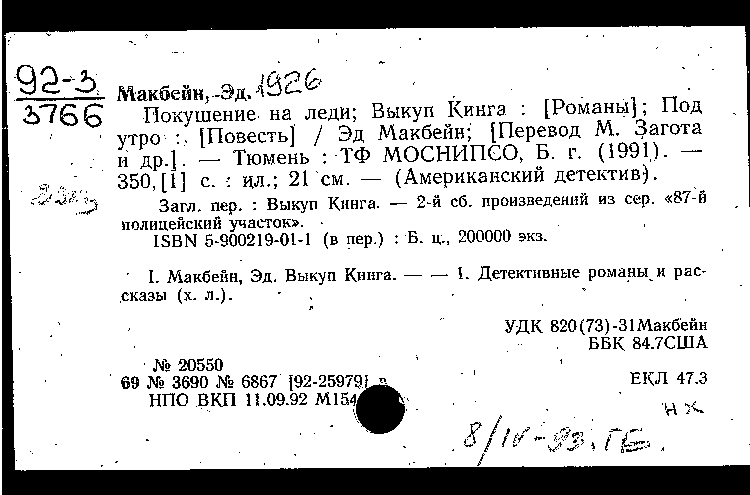 92-3
3766
Макбейн, Эд. 1926
Покушение на леди; Выкуп Кинга : [Романы]; Под
утро : [Повесть] / Эд Макбейн; [Перевод М. Загота
и др.]. — Тюмень : ТФ МОСНИПСО, Б. г. (1991). —
350,[1] с. : ил.; 21 см. — (Американский детектив).
Загл. пер. : Выкуп Кинга. — 2-й сб. произведений из сер. «87-й
полицейский участок».
ISBN 5-900219-01-1 (в пер.) : Б. ц., 200000 экз.
I. Макбейн, Эд. Выкуп Кинга. — — 1. Детективные романы и рас-
сказы (х. л.).
УДК 820(73)-31Макбейн
ББК 84.7США
№ 20550
69 № 3690 № 6867 [92-25979] п
ЕКЛ 47.3
НПО ВКП 11.09.92 М154
нх
8/IV-93. ГБ.